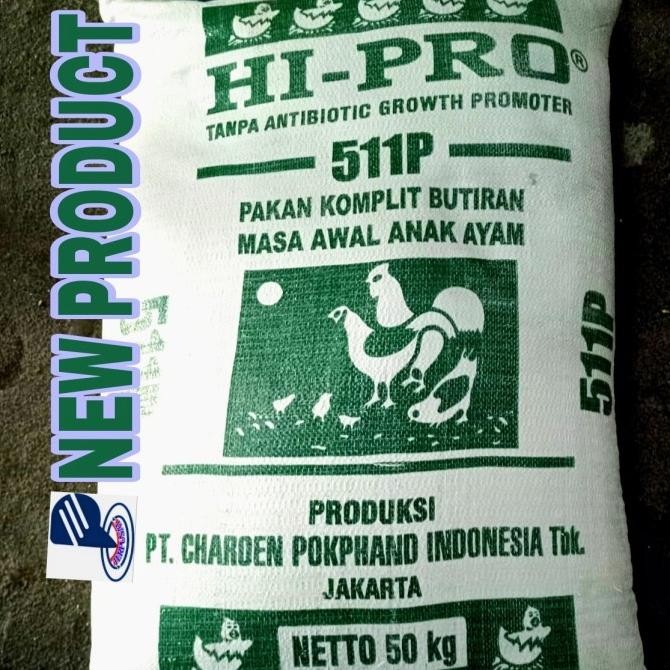 NEW PRODUCT
HI-PRO®
TANPA ANTIBIOTIC GROWTH PROMOTER
511P
PAKAN KOMPLIT BUTIRAN
MASA AWAL ANAK AYAM
511P
PRODUKSI
PT. CHAROEN POKPHAND INDONESIA Tbk.
JAKARTA
NETTO 50 kg